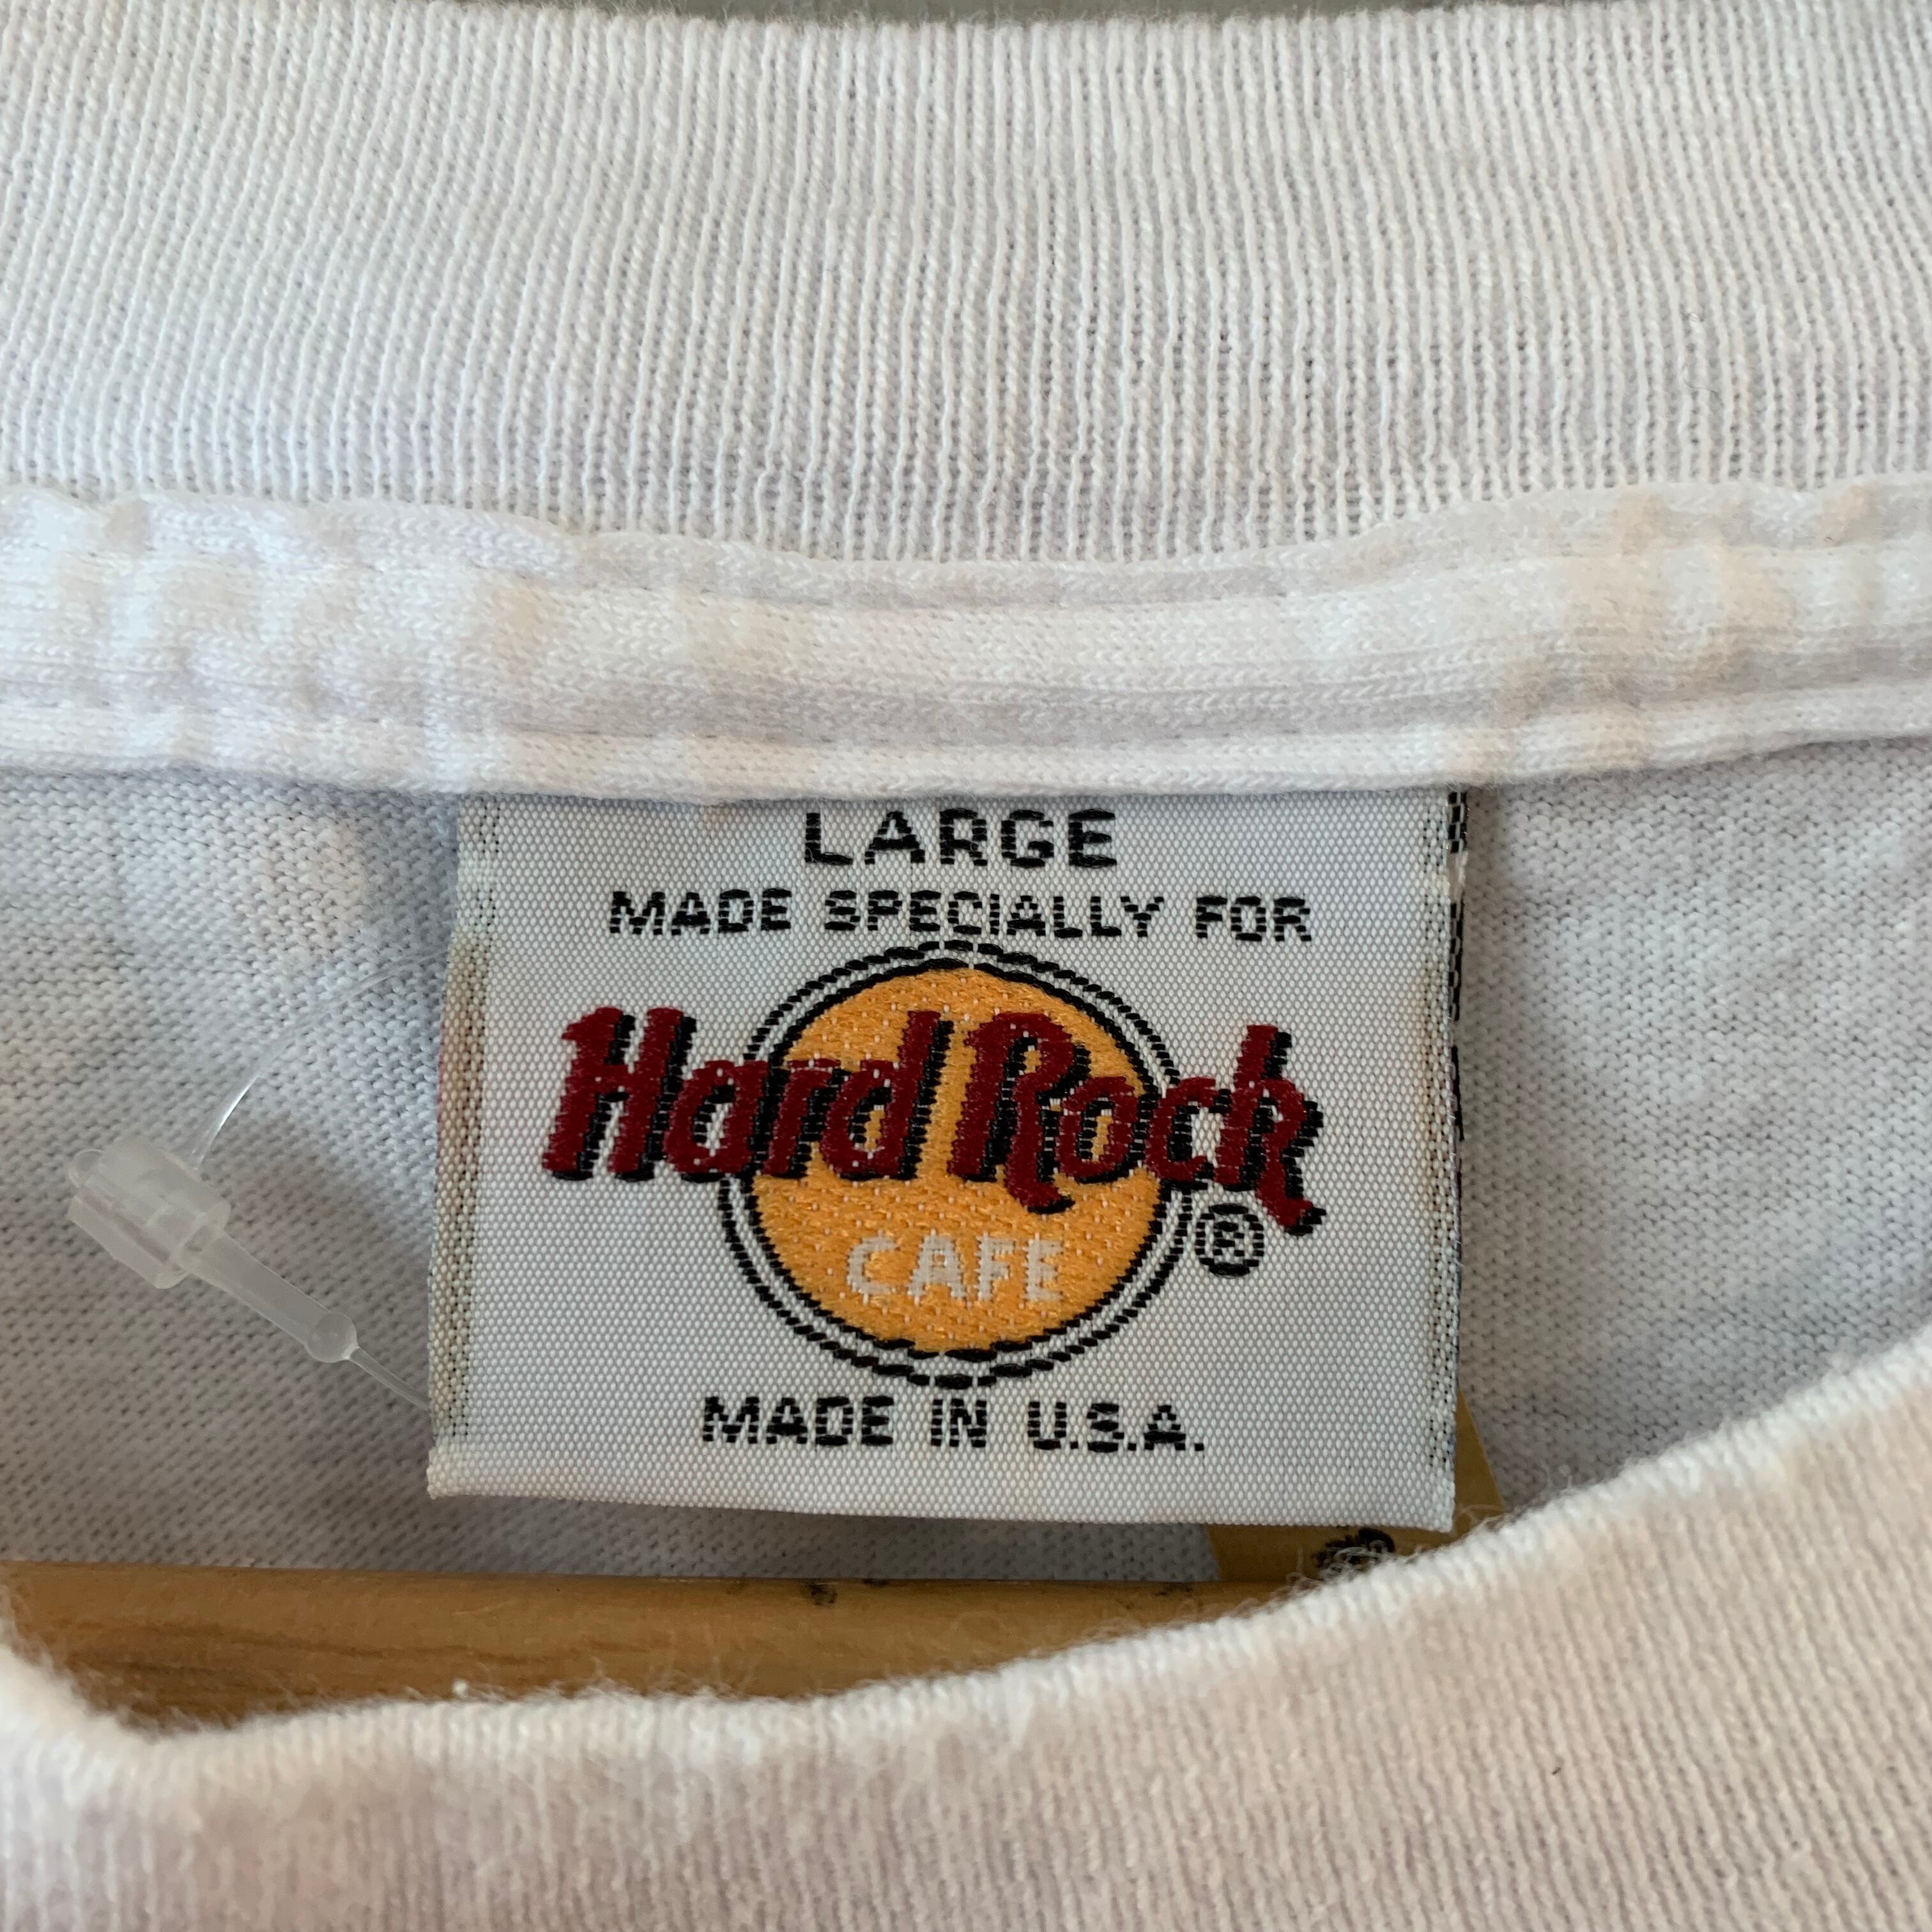 LARGE
MADE SPECIALLY FOR
Hard Rock
CAFE
®
MADE IN U.S.A.